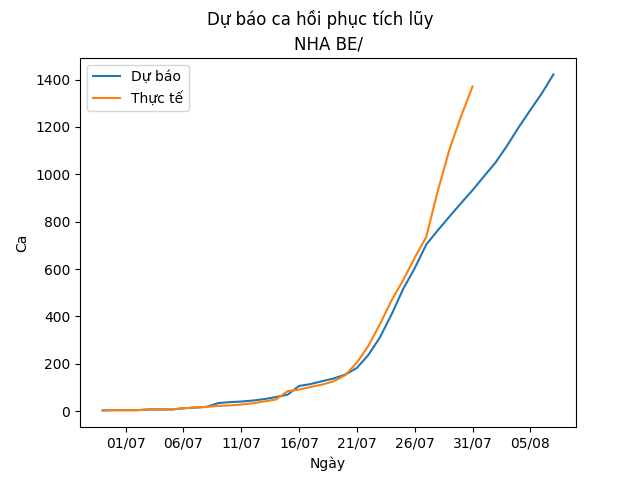 Dự báo ca hồi phục tích lũy
NHA BE/
Dự báo
Thực tế
1400
1200
1000
800
600
400
200
0
Ca
01/07 06/07 11/07 16/07 21/07 26/07 31/07 05/08
Ngày